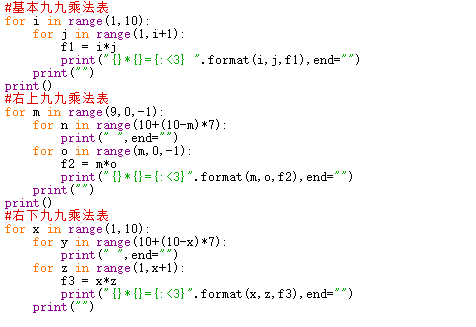 #基本九九乘法表
for i in range(1,10):
    for j in range(1,i+1):
        f1 = i*j
        print("{}*{}={:<3} ".format(i,j,f1),end="")
    print("")
print()
#右上九九乘法表
for m in range(9,0,-1):
    for n in range(10+(10-m)*7):
        print(" ",end="")
    for o in range(m,0,-1):
        f2 = m*o
        print("{}*{}={:<3}".format(m,o,f2),end="")
    print("")
print()
#右下九九乘法表
for x in range(1,10):
    for y in range(10+(10-x)*7):
        print(" ",end="")
    for z in range(1,x+1):
        f3 = x*z
        print("{}*{}={:<3}".format(x,z,f3),end="")
    print("")